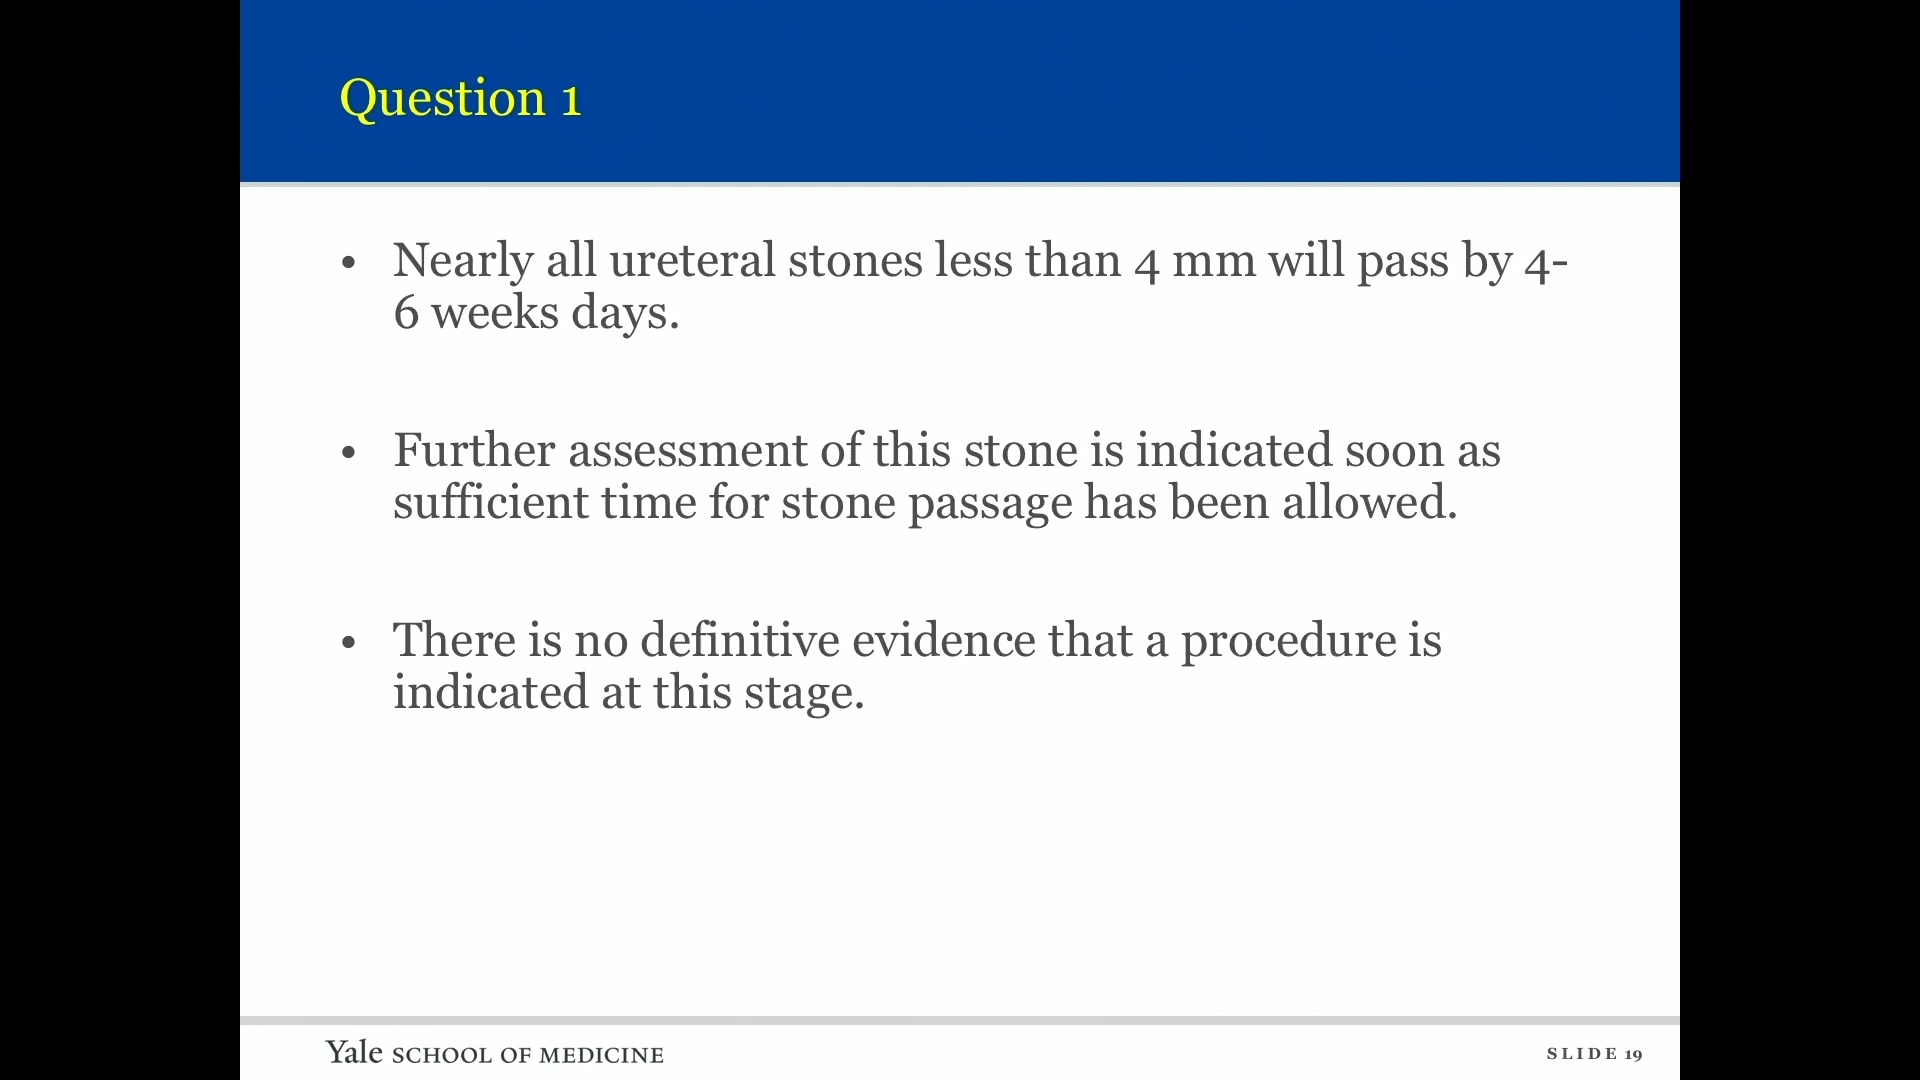 Question 1
• Nearly all ureteral stones less than 4 mm will pass by 4-
6 weeks days.
• Further assessment of this stone is indicated soon as
sufficient time for stone passage has been allowed.
• There is no definitive evidence that a procedure is
indicated at this stage.
Yale SCHOOL OF MEDICINE
SLIDE 19